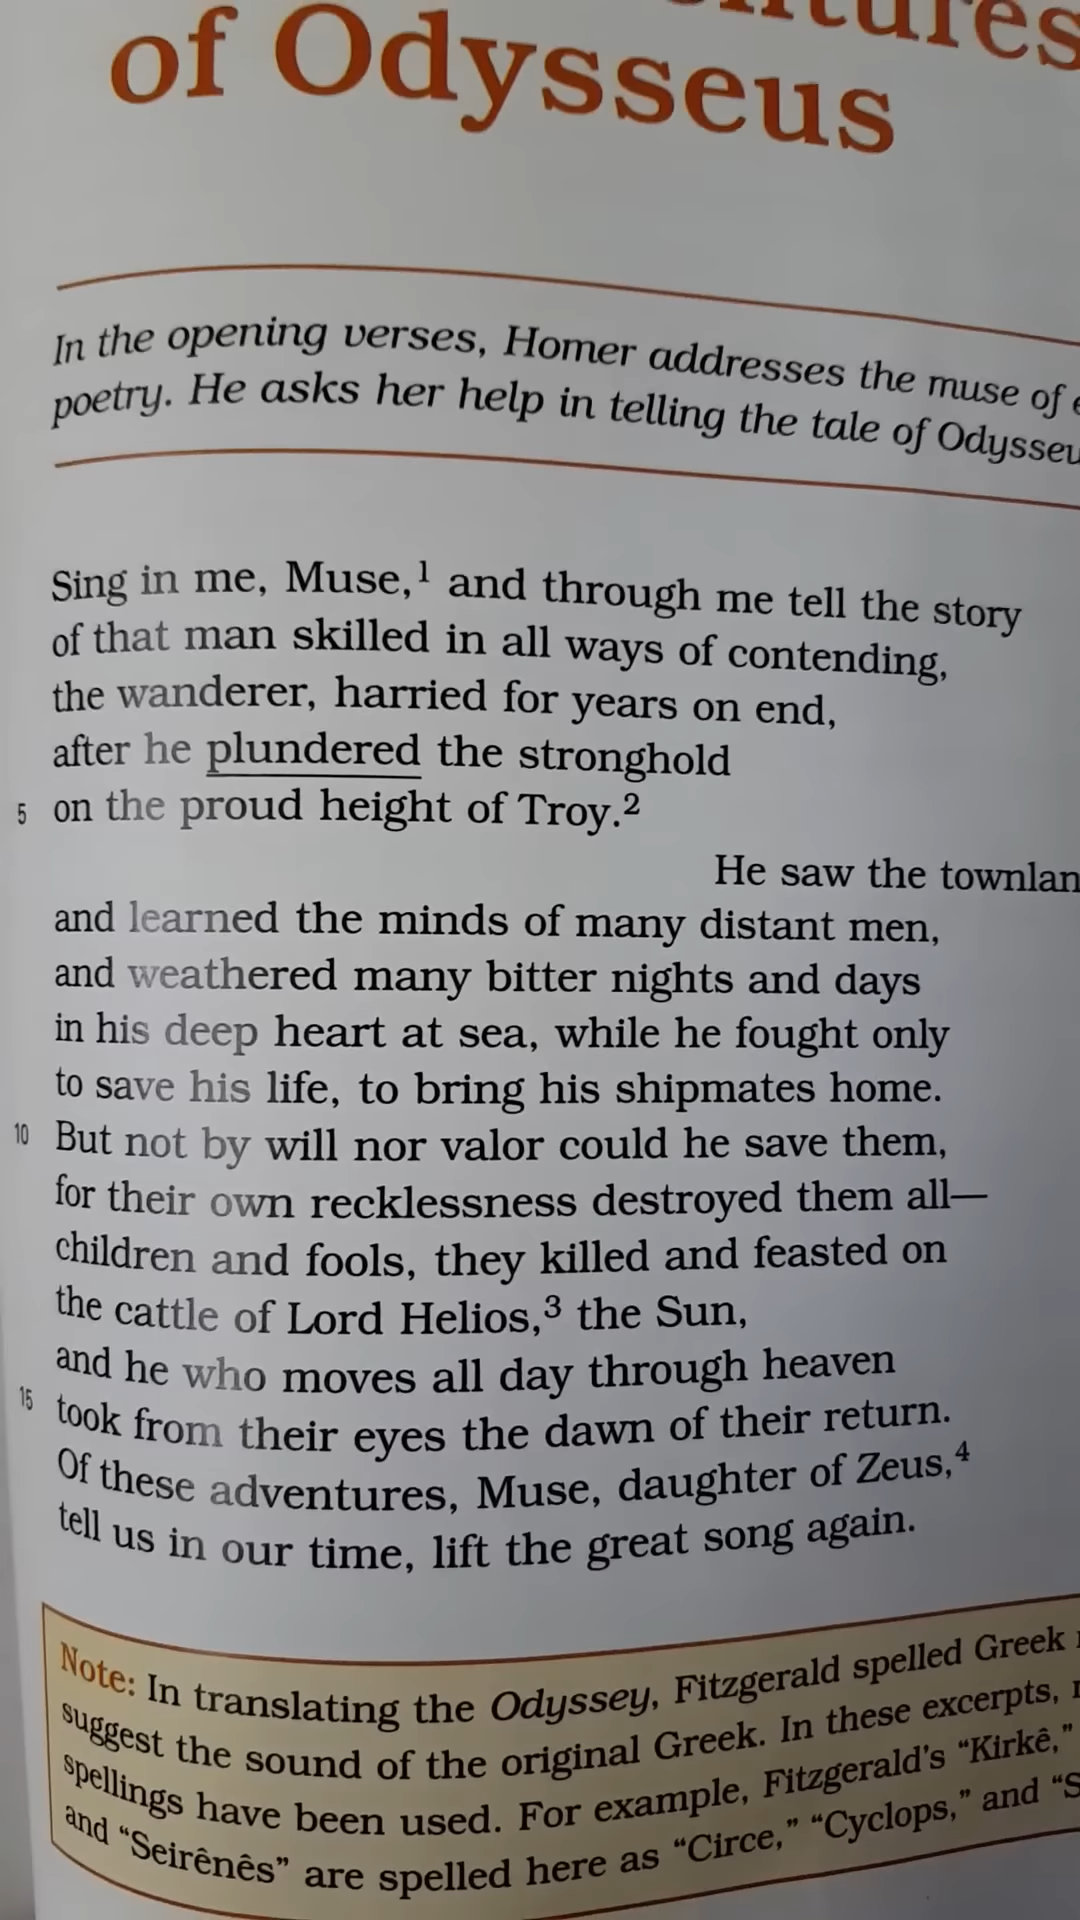 of Odysseus
In the opening verses, Homer addresses the muse of
poetry. He asks her help in telling the tale of
Sing in me, Muse,¹ and through me tell the story
of that man skilled in all ways of contending,
the wanderer, harried for years on end,
after he plundered the stronghold
5 on the proud height of Troy.²
He saw the
and learned the minds of many distant men,
and weathered many bitter nights and days
in his deep heart at sea, while he fought only
to save his life, to bring his shipmates home.
10 But not by will nor valor could he save them,
for their own recklessness destroyed them all—
children and fools, they killed and feasted on
the cattle of Lord Helios,³ the Sun,
and he who moves all day through heaven
15 took from their eyes the dawn of their return.
Of these adventures, Muse, daughter of Zeus,⁴
tell us in our time, lift the great song again.
Note: In translating the Odyssey, Fitzgerald spelled Greek
suggest the sound of the original Greek. In these excerpts,
spellings have been used. For example, Fitzgerald's “Kirkê,”
and “Seirênês” are spelled here as “Circe,” “Cyclops,” and